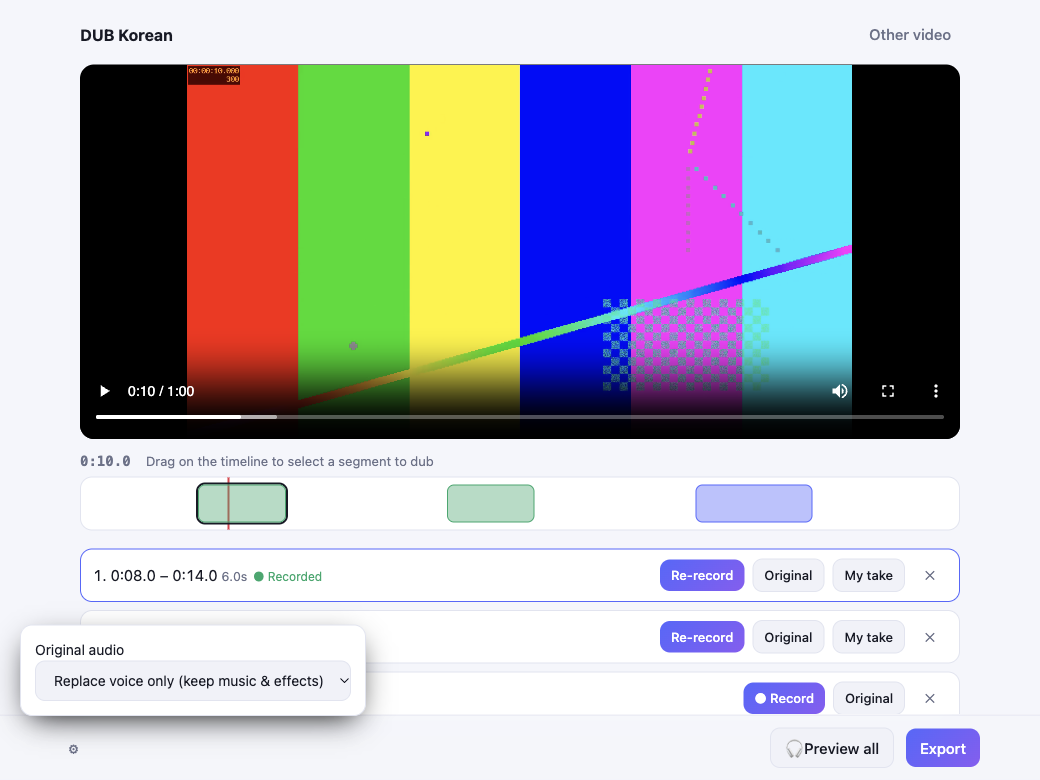 DUB Korean
Other video
00:00:10.000
300
0:10 / 1:00
0:10.0 Drag on the timeline to select a segment to dub
1. 0:08.0 – 0:14.0 6.0s Recorded
Re-record Original My take
Re-record Original My take
Record Original
Original audio
Replace voice only (keep music & effects)
Preview all Export